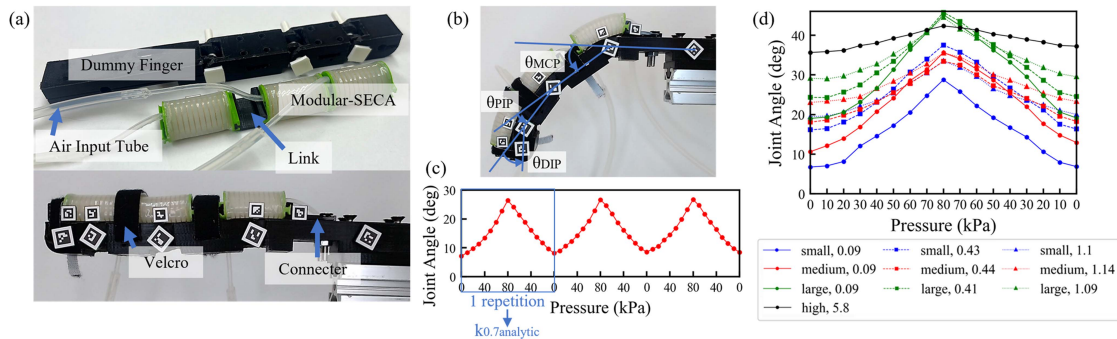 (a)
Dummy Finger
Modular-SECA
Air Input Tube
Link
Velcro
Connecter
(b)
θMCP
θPIP
θDIP
(c)
Joint Angle (deg)
30
20
10
0
0 40 80 40 0 40 80 40 0 40 80 40 0
1 repetition
Pressure (kPa)
k0.7analytic
(d)
Joint Angle (deg)
40
30
20
10
0
0 10 20 30 40 50 60 70 80 70 60 50 40 30 20 10 0
Pressure (kPa)
small, 0.09 small, 0.43 small, 1.1
medium, 0.09 medium, 0.44 medium, 1.14
large, 0.09 large, 0.41 large, 1.09
high, 5.8